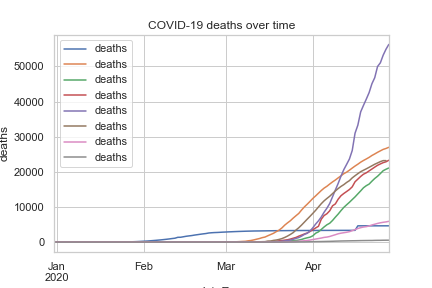 COVID-19 deaths over time
deaths
deaths
deaths
deaths
deaths
deaths
deaths
deaths
deaths
50000
40000
30000
20000
10000
0
Jan
2020
Feb
Mar
Apr